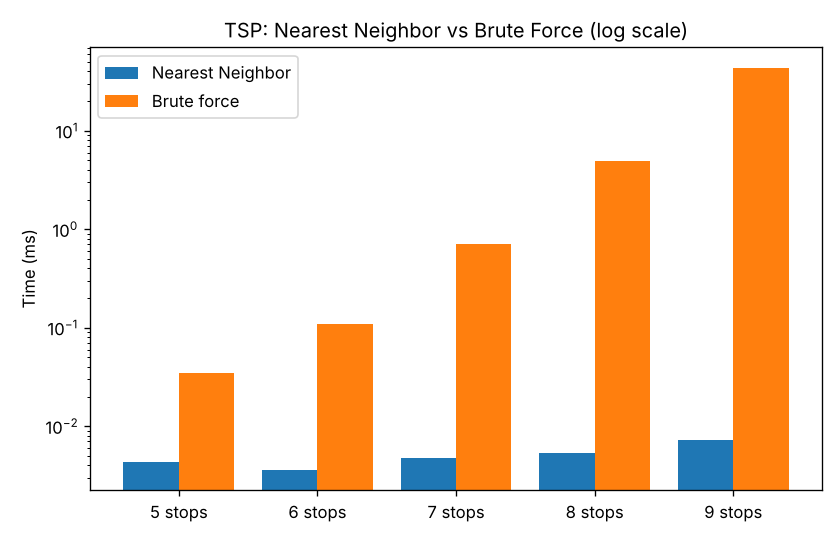 TSP: Nearest Neighbor vs Brute Force (log scale)
Nearest Neighbor
Brute force
Time (ms)
10¹
10⁰
10⁻¹
10⁻²
5 stops
6 stops
7 stops
8 stops
9 stops